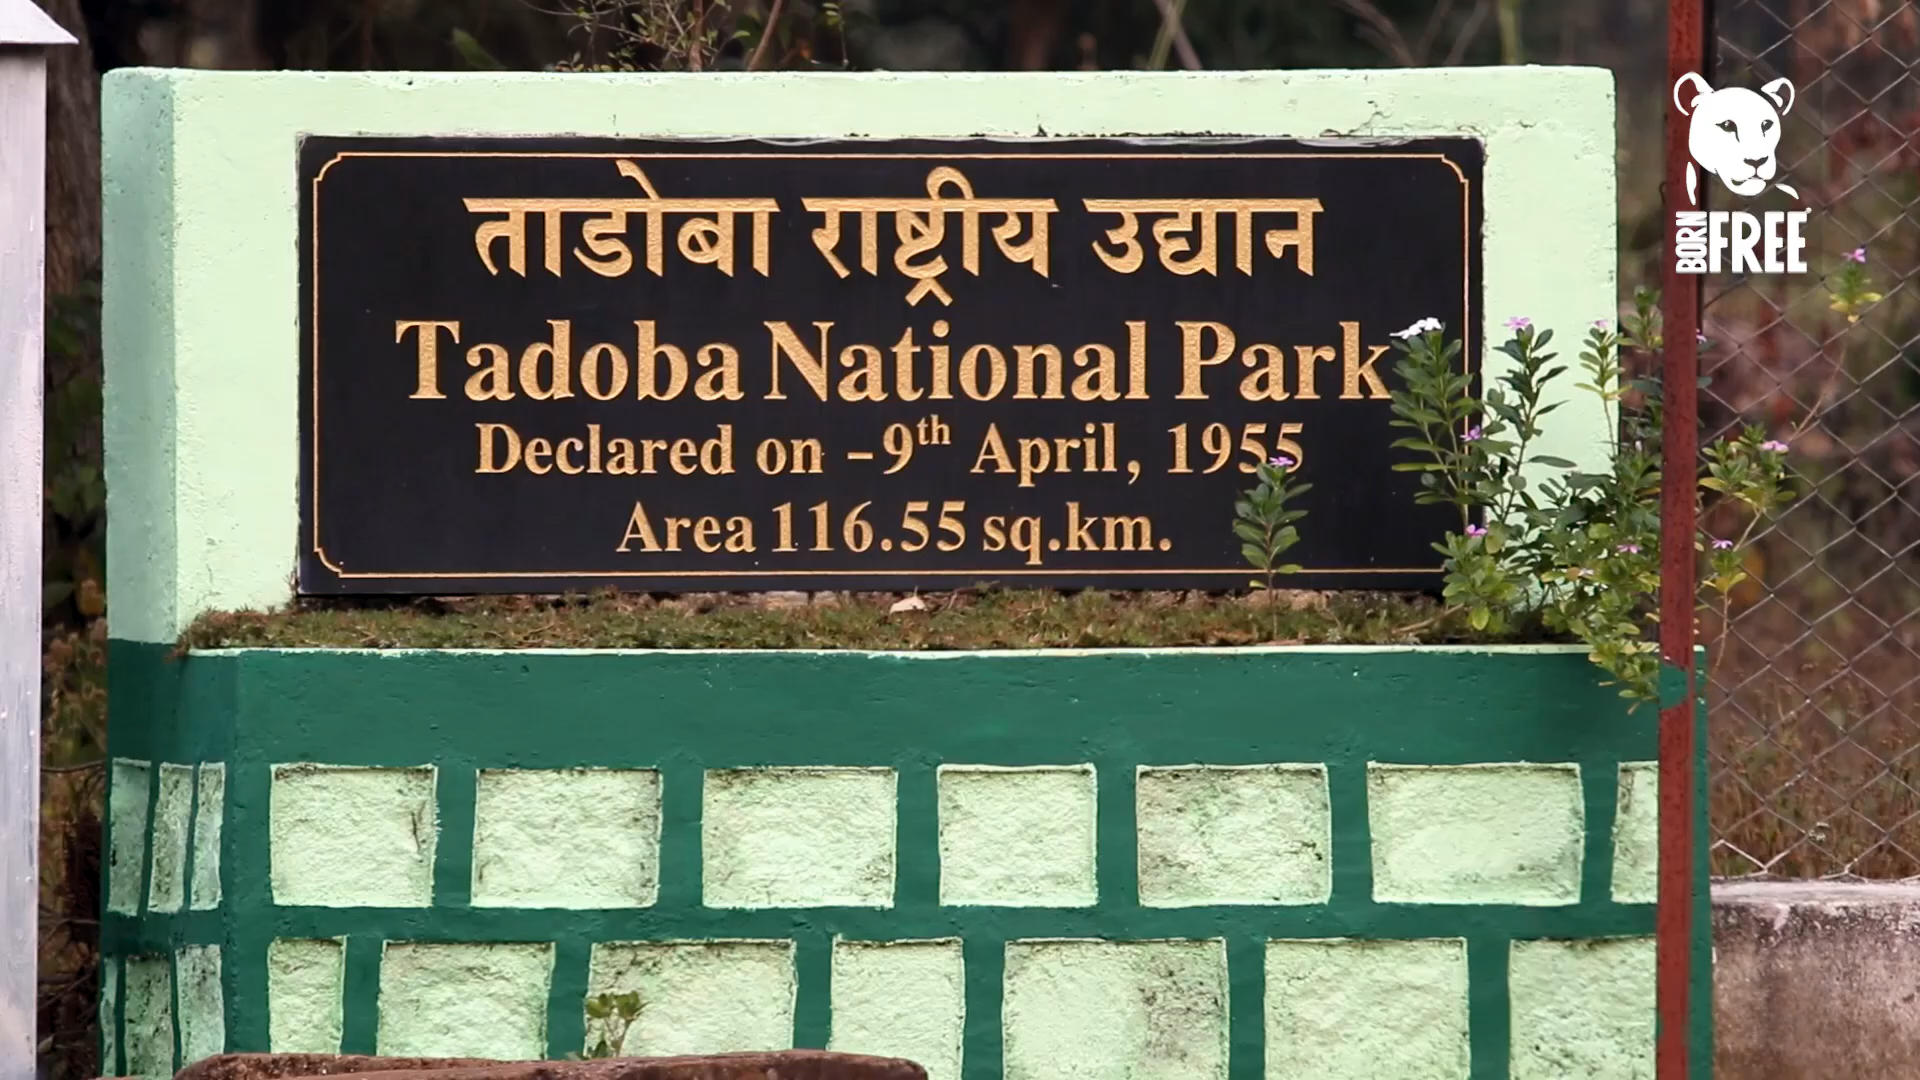 ताडोबा राष्ट्रीय उद्यान
Tadoba National Park
Declared on -9th April, 1955
Area 116.55 sq.km.
BORN FREE